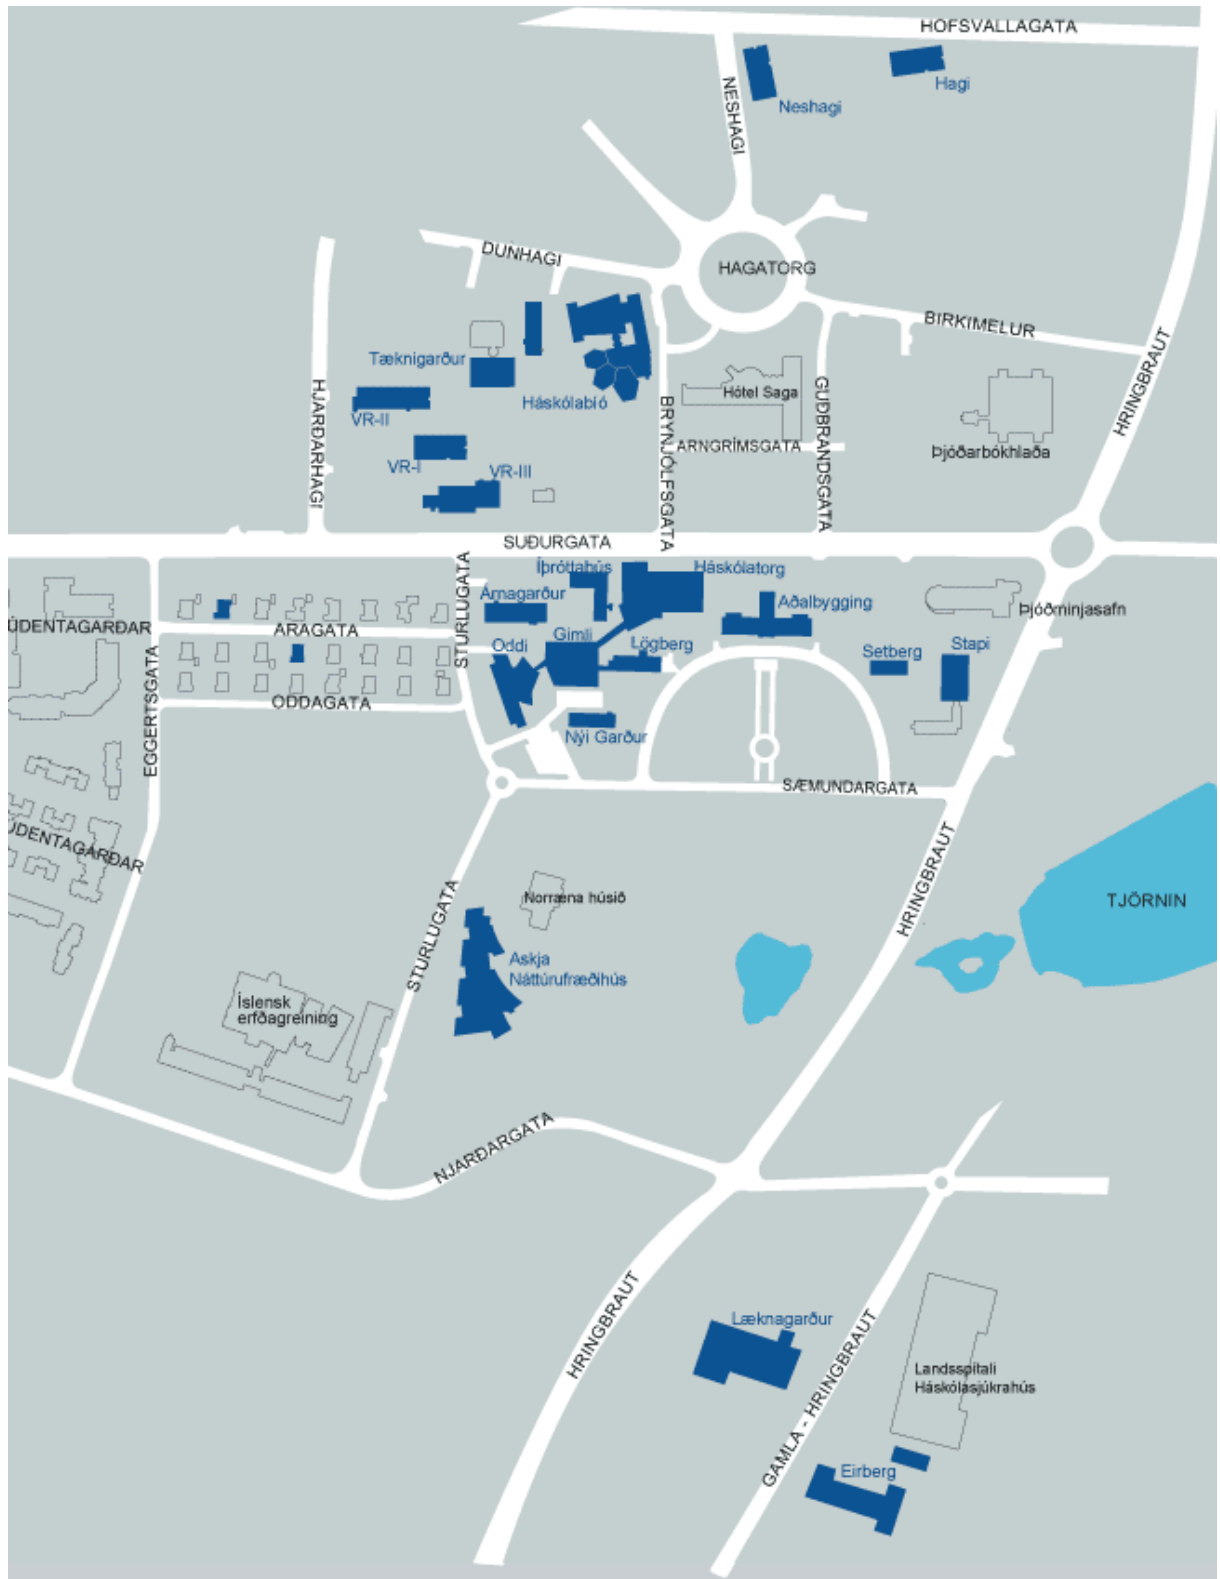 HOFSVALLAGATA
Hagi
Neshagi
NESHAGI
DUNHAGI
HAGATORG
BIRKIMELUR
HRINGBRAUT
Tæknigarður
Háskólabíó
VR-II
VR-I
VR-III
HJARÐARHAGI
Hótel Saga
ARNGRÍMSGATA
GUÐBRANDSGATA
BRYNJÓLFSGATA
Þjóðarbókhlaða
SUÐURGATA
STURLUGATA
Íþróttahús
Háskólatorg
Árnagarður
Aðalbygging
Gimli
Oddi
Lögberg
Setberg
Stapi
Þjóðminjasafn
ÚDENTAGARÐAR
ARAGATA
ODDAGATA
EGGERTSGATA
Nýi Garður
SÆMUNDARGATA
ÚDENTAGARÐAR
HRINGBRAUT
TJÖRNIN
Norræna húsið
STURLUGATA
Askja
Náttúrufræðihús
Íslensk
erfðagreining
NJARÐARGATA
HRINGBRAUT
Læknagarður
GAMLA - HRINGBRAUT
Landsspítali
Háskólasjúkrahús
Eirberg